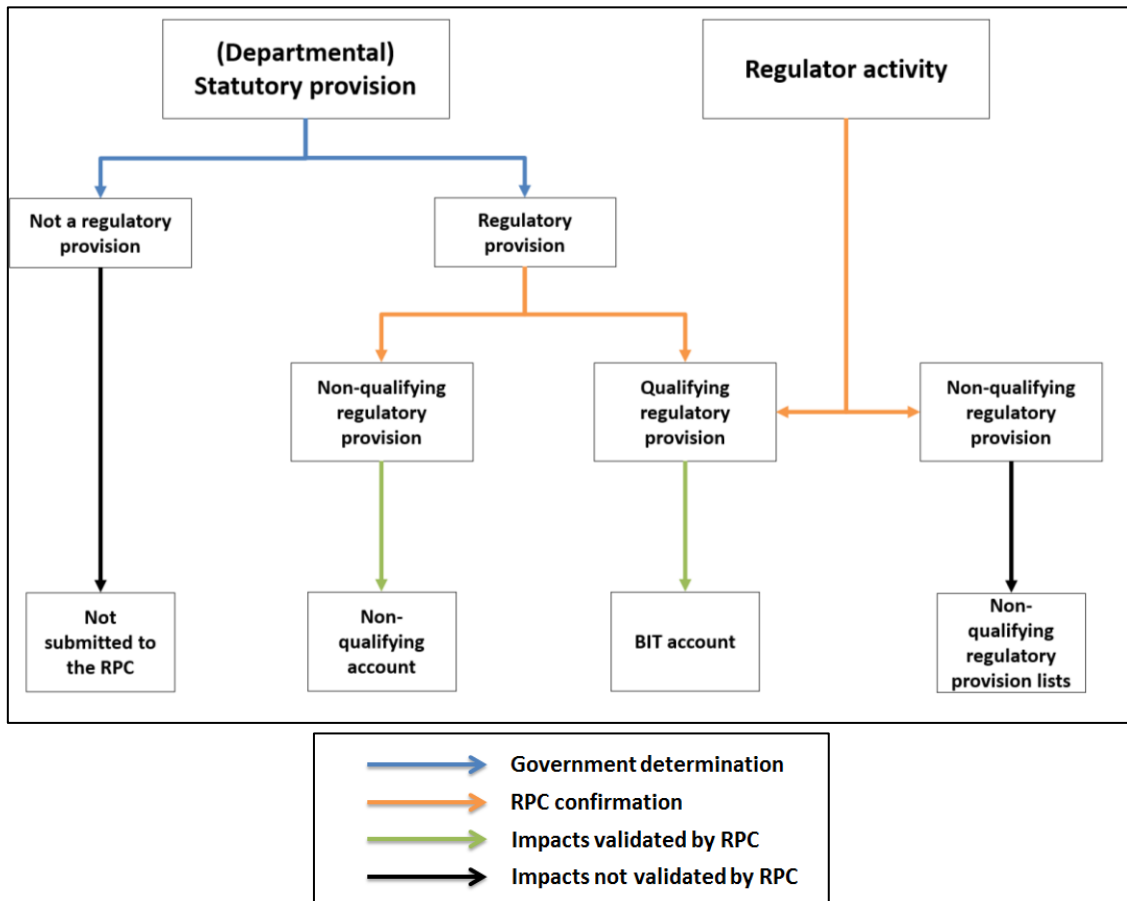 (Departmental)
Statutory provision
Regulator activity
Not a regulatory
provision
Regulatory
provision
Non-qualifying
regulatory
provision
Qualifying
regulatory
provision
Non-qualifying
regulatory
provision
Not
submitted to
the RPC
Non-
qualifying
account
BIT account
Non-
qualifying
regulatory
provision lists
Government determination
RPC confirmation
Impacts validated by RPC
Impacts not validated by RPC